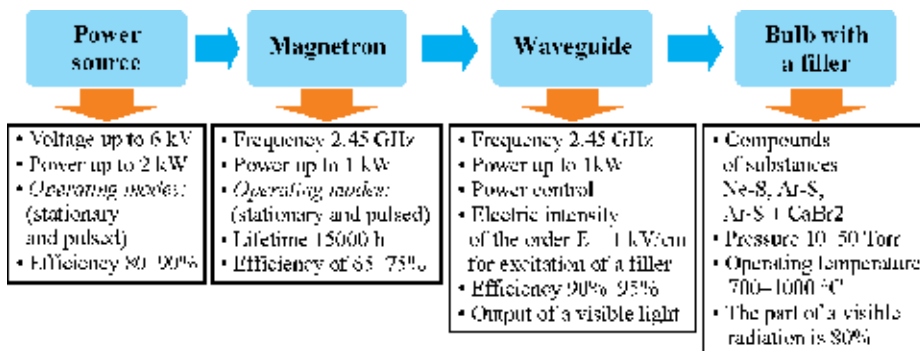 Power
source
Magnetron
Waveguide
Bulb with
a filler
• Voltage up to 6 kV
• Power up to 2 kW
• Operating modes:
(stationary
and pulsed)
• Efficiency 80–90%
• Frequency 2.45 GHz
• Power up to 1 kW
• Operating modes:
(stationary and pulsed)
• Lifetime 15000 h
• Efficiency of 65–75%
• Frequency 2.45 GHz
• Power up to 1kW
• Power control
• Electric intensity
of the order E 1 kV/cm
for excitation of a filler
• Efficiency 90%–95%
• Output of a visible light
• Compounds
of substances
Ne-S, Ar-S,
Ar-S + CaBr2
• Pressure 10–50 Torr
• Operating temperature
700–1000 °C
• The part of a visible
radiation is 80%